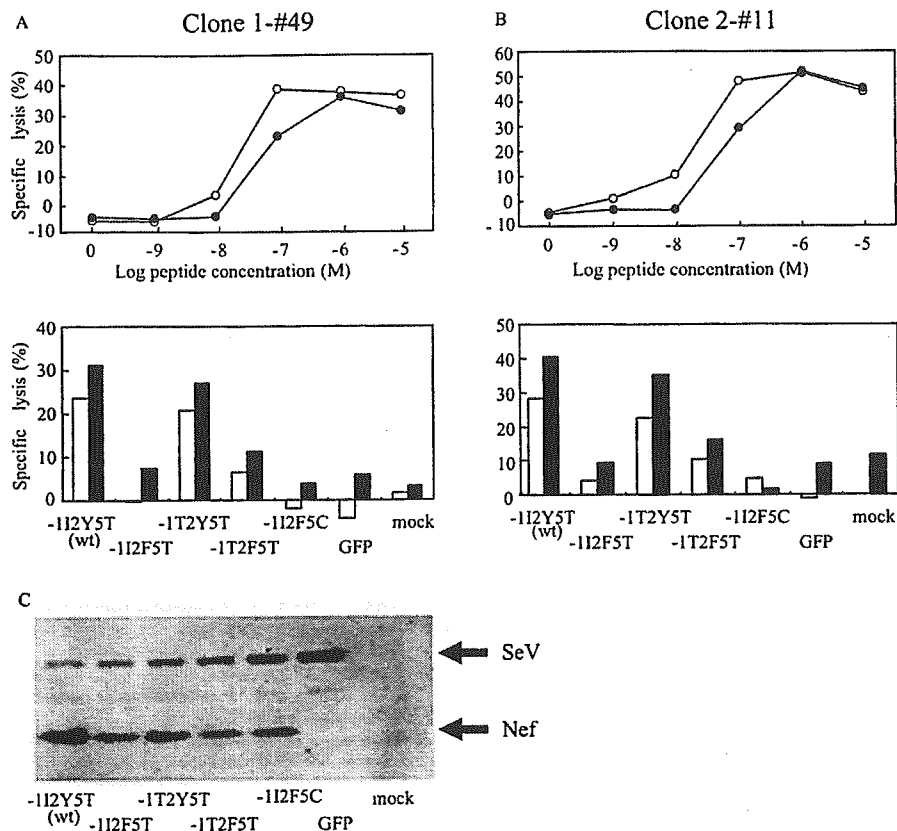 A
Clone 1-#49
B
Clone 2-#11
Specific lysis (%)
50
40
30
20
10
0
-10
0 -9 -8 -7 -6 -5
Log peptide concentration (M)
60
50
40
30
20
10
0
-10
0 -9 -8 -7 -6 -5
Log peptide concentration (M)
Specific lysis (%)
40
30
20
10
0
-1I2Y5T -1T2Y5T -1I2F5C mock
(wt) -1I2F5T -1T2F5T GFP
50
40
30
20
10
0
-1I2Y5T -1T2Y5T -1I2F5C mock
(wt) -1I2F5T -1T2F5T GFP
C
SeV
Nef
-1I2Y5T -1T2Y5T -1I2F5C mock
(wt) -1I2F5T -1T2F5T GFP